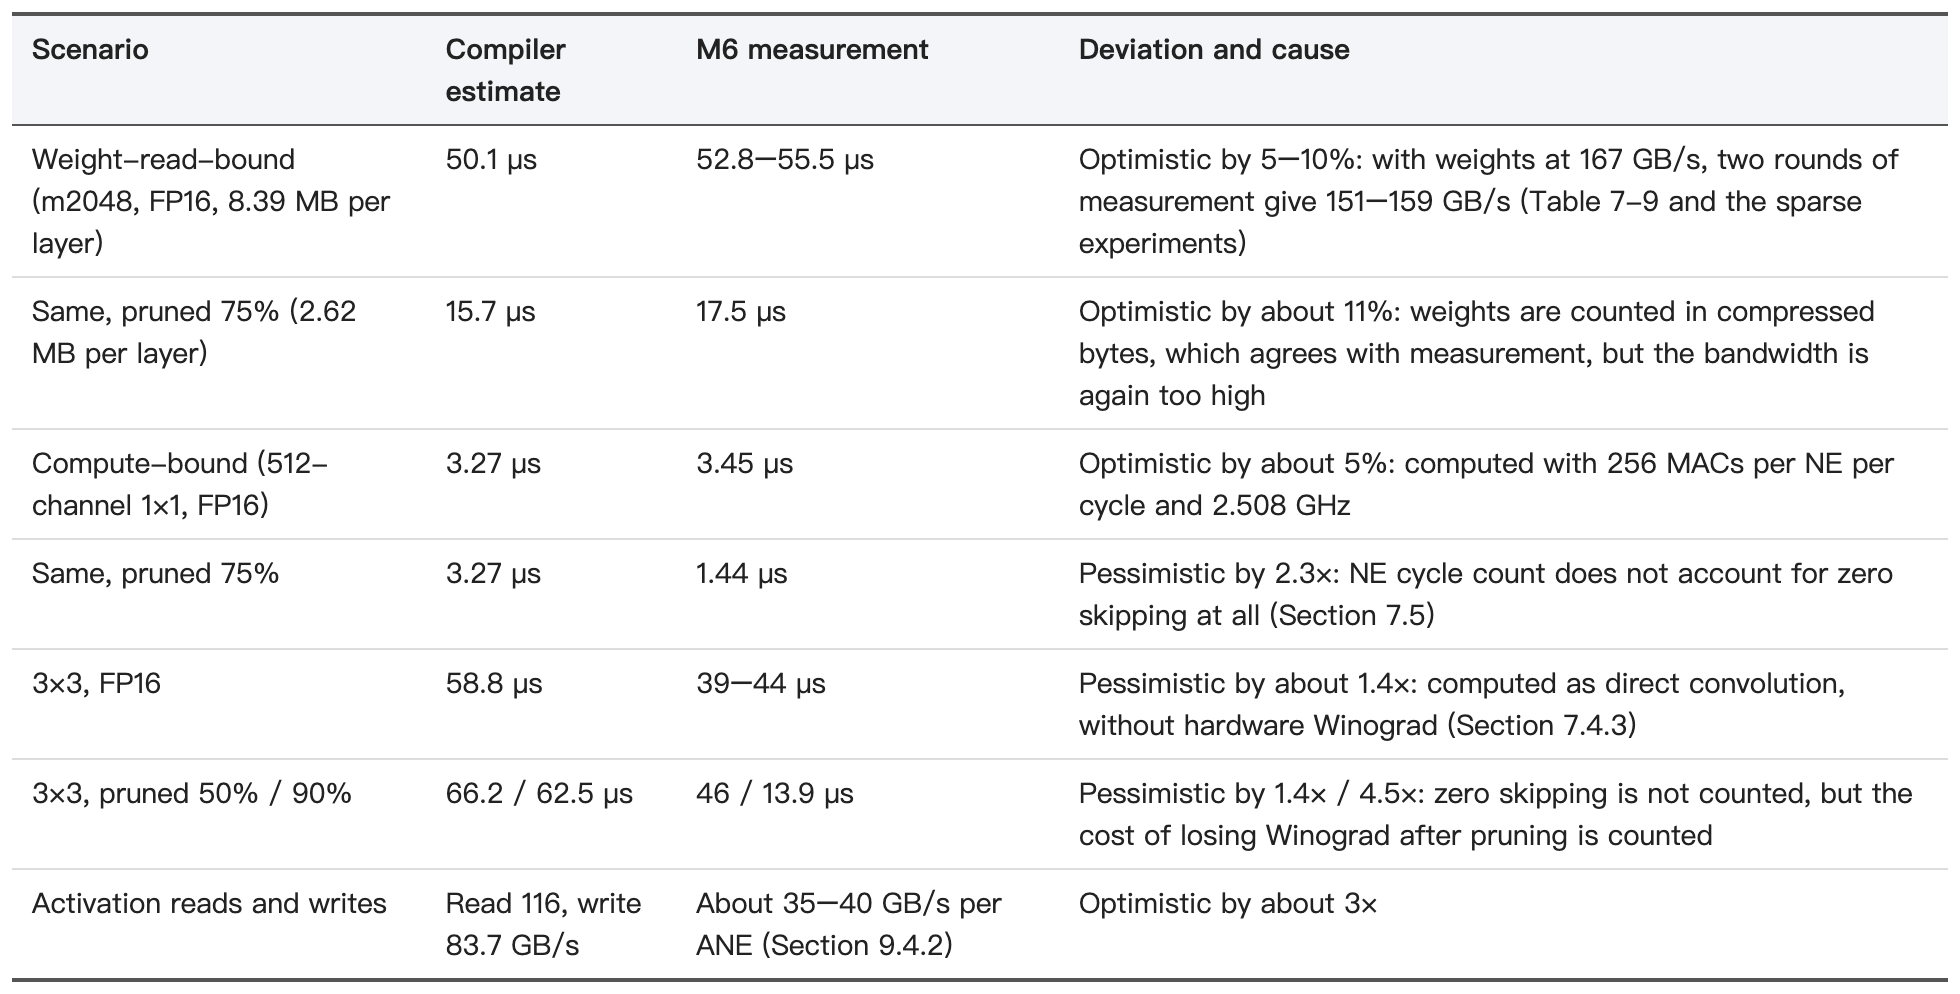 Scenario
Compiler
estimate
M6 measurement
Deviation and cause
Weight–read–bound
(m2048, FP16, 8.39 MB per
layer)
50.1 µs
52.8—55.5 µs
Optimistic by 5—10%: with weights at 167 GB/s, two rounds of
measurement give 151—159 GB/s (Table 7–9 and the sparse
experiments)
Same, pruned 75% (2.62
MB per layer)
15.7 µs
17.5 µs
Optimistic by about 11%: weights are counted in compressed
bytes, which agrees with measurement, but the bandwidth is
again too high
Compute–bound (512–
channel 1×1, FP16)
3.27 µs
3.45 µs
Optimistic by about 5%: computed with 256 MACs per NE per
cycle and 2.508 GHz
Same, pruned 75%
3.27 µs
1.44 µs
Pessimistic by 2.3×: NE cycle count does not account for zero
skipping at all (Section 7.5)
3×3, FP16
58.8 µs
39—44 µs
Pessimistic by about 1.4×: computed as direct convolution,
without hardware Winograd (Section 7.4.3)
3×3, pruned 50% / 90%
66.2 / 62.5 µs
46 / 13.9 µs
Pessimistic by 1.4× / 4.5×: zero skipping is not counted, but the
cost of losing Winograd after pruning is counted
Activation reads and writes
Read 116, write
83.7 GB/s
About 35—40 GB/s per
ANE (Section 9.4.2)
Optimistic by about 3×